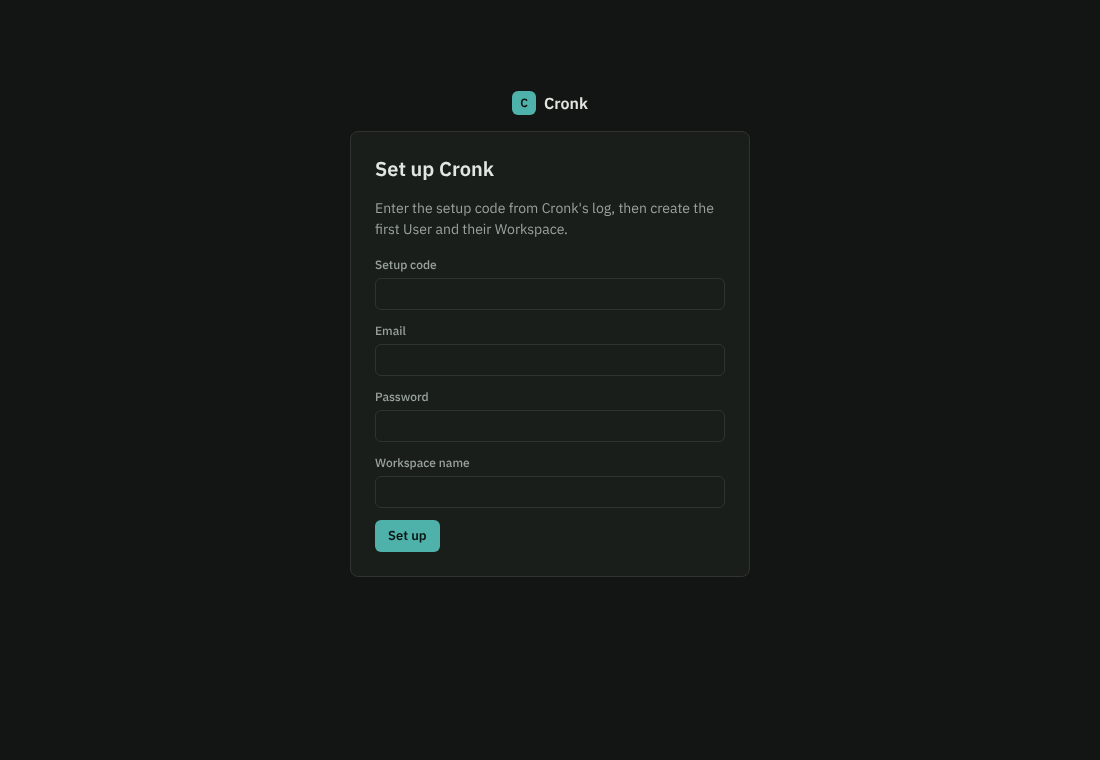 C Cronk
Set up Cronk
Enter the setup code from Cronk's log, then create the
first User and their Workspace.
Setup code
Email
Password
Workspace name
Set up